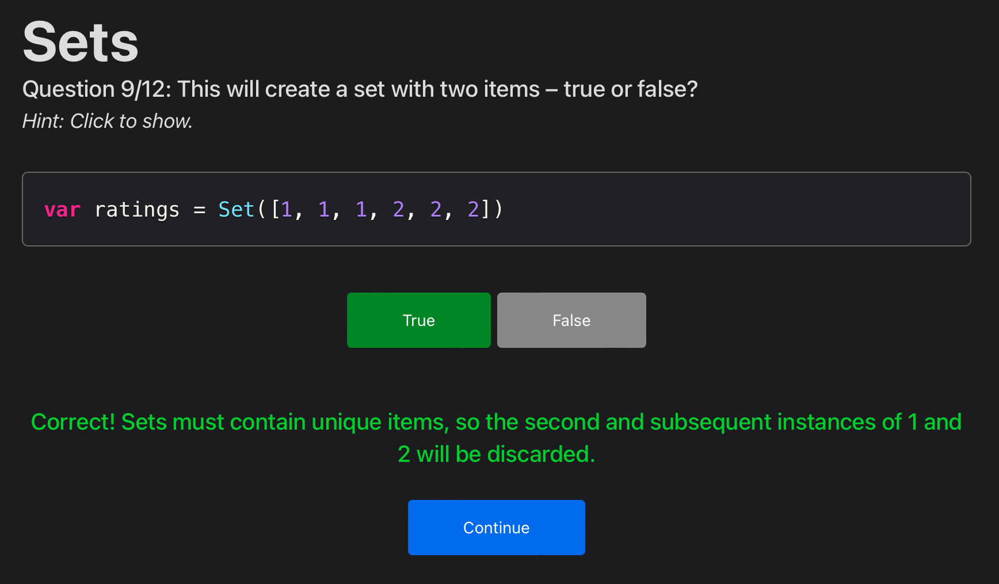 Sets
Question 9/12: This will create a set with two items – true or false?
Hint: Click to show.
var ratings = Set([1, 1, 1, 2, 2, 2])
True
False
Correct! Sets must contain unique items, so the second and subsequent instances of 1 and
2 will be discarded.
Continue